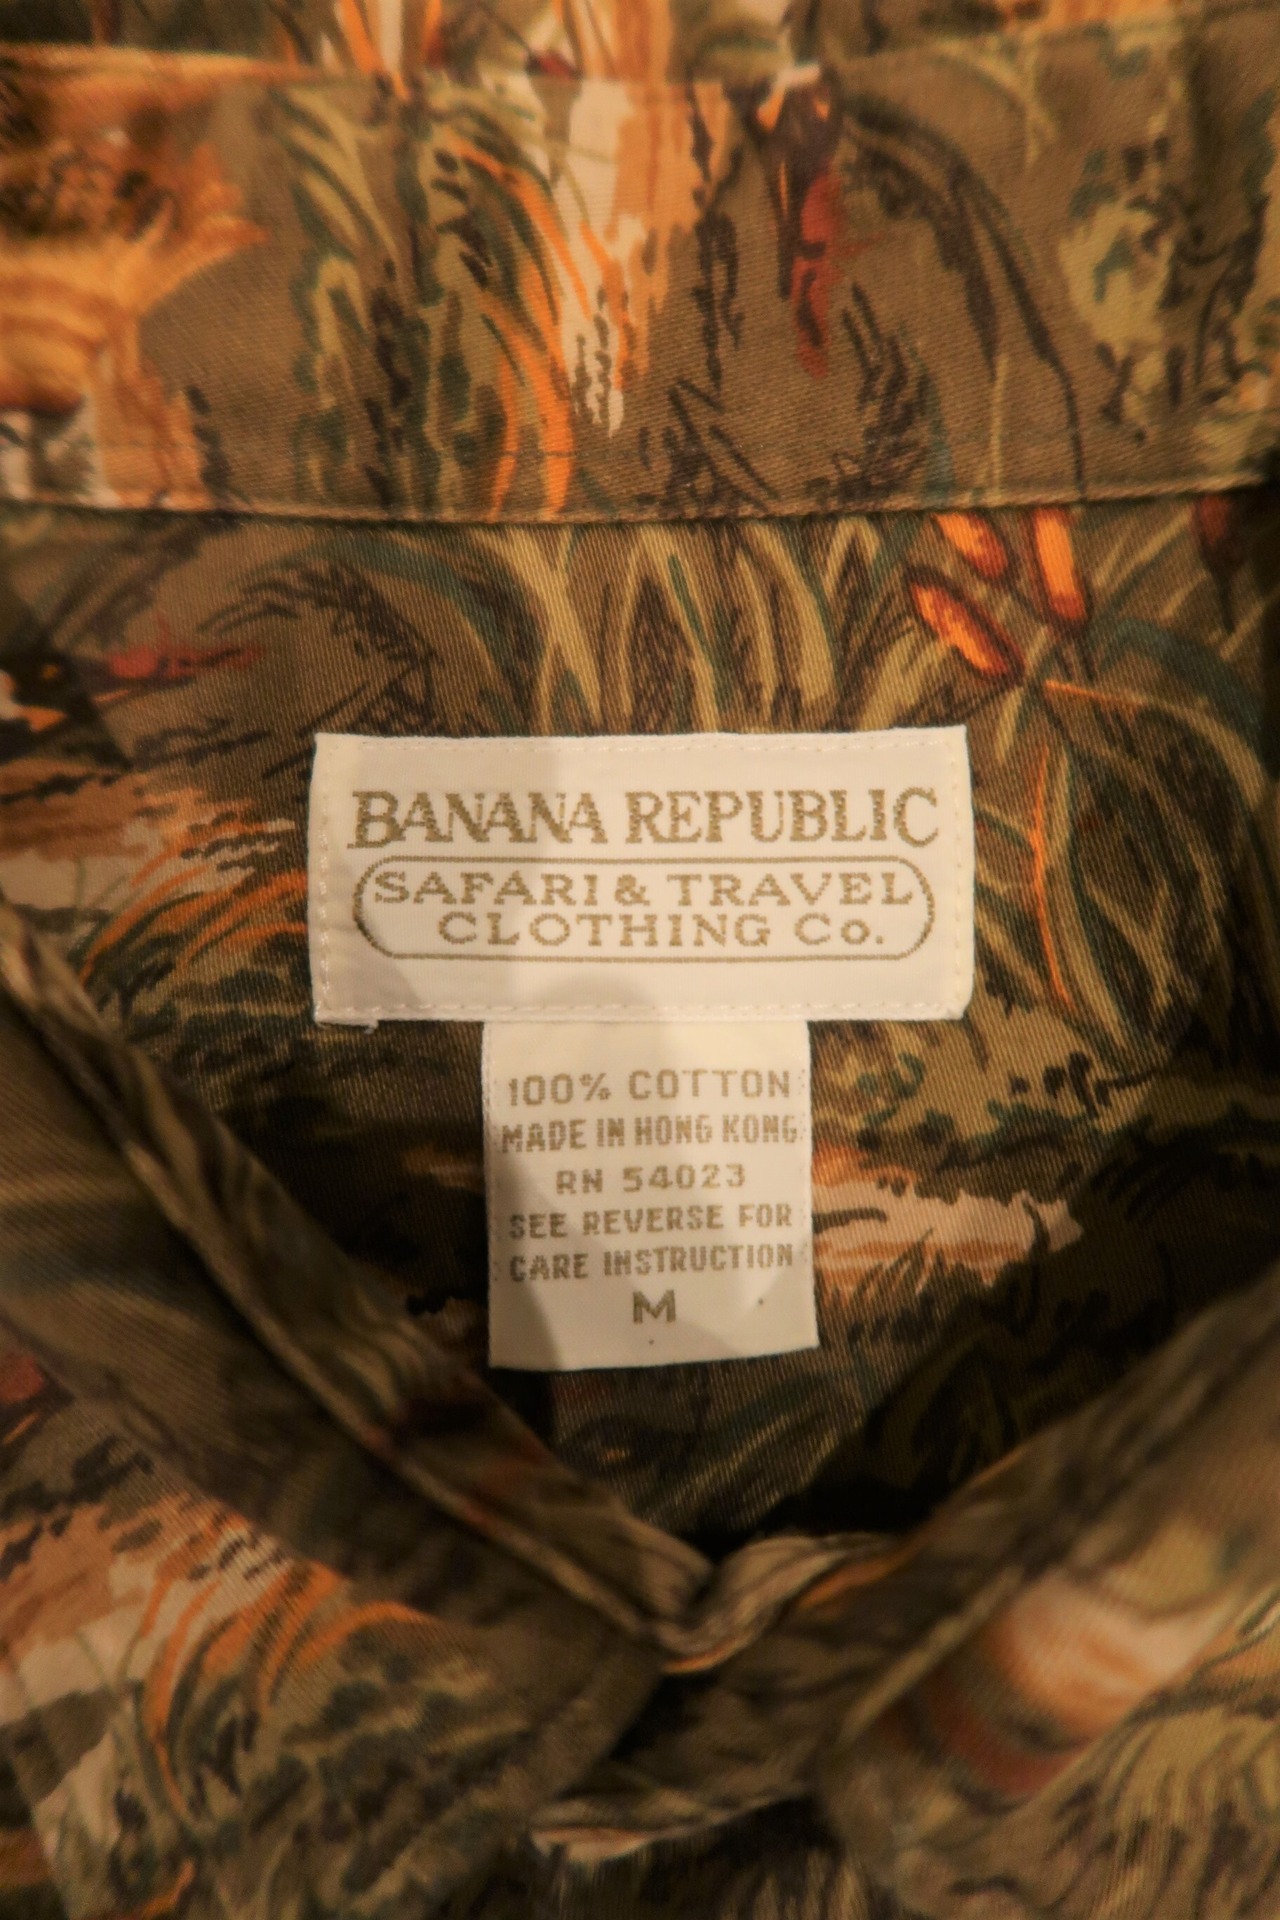 BANANA REPUBLIC
SAFARI & TRAVEL
CLOTHING Co.
100% COTTON
MADE IN HONG KONG
RN 54023
SEE REVERSE FOR
CARE INSTRUCTION
M